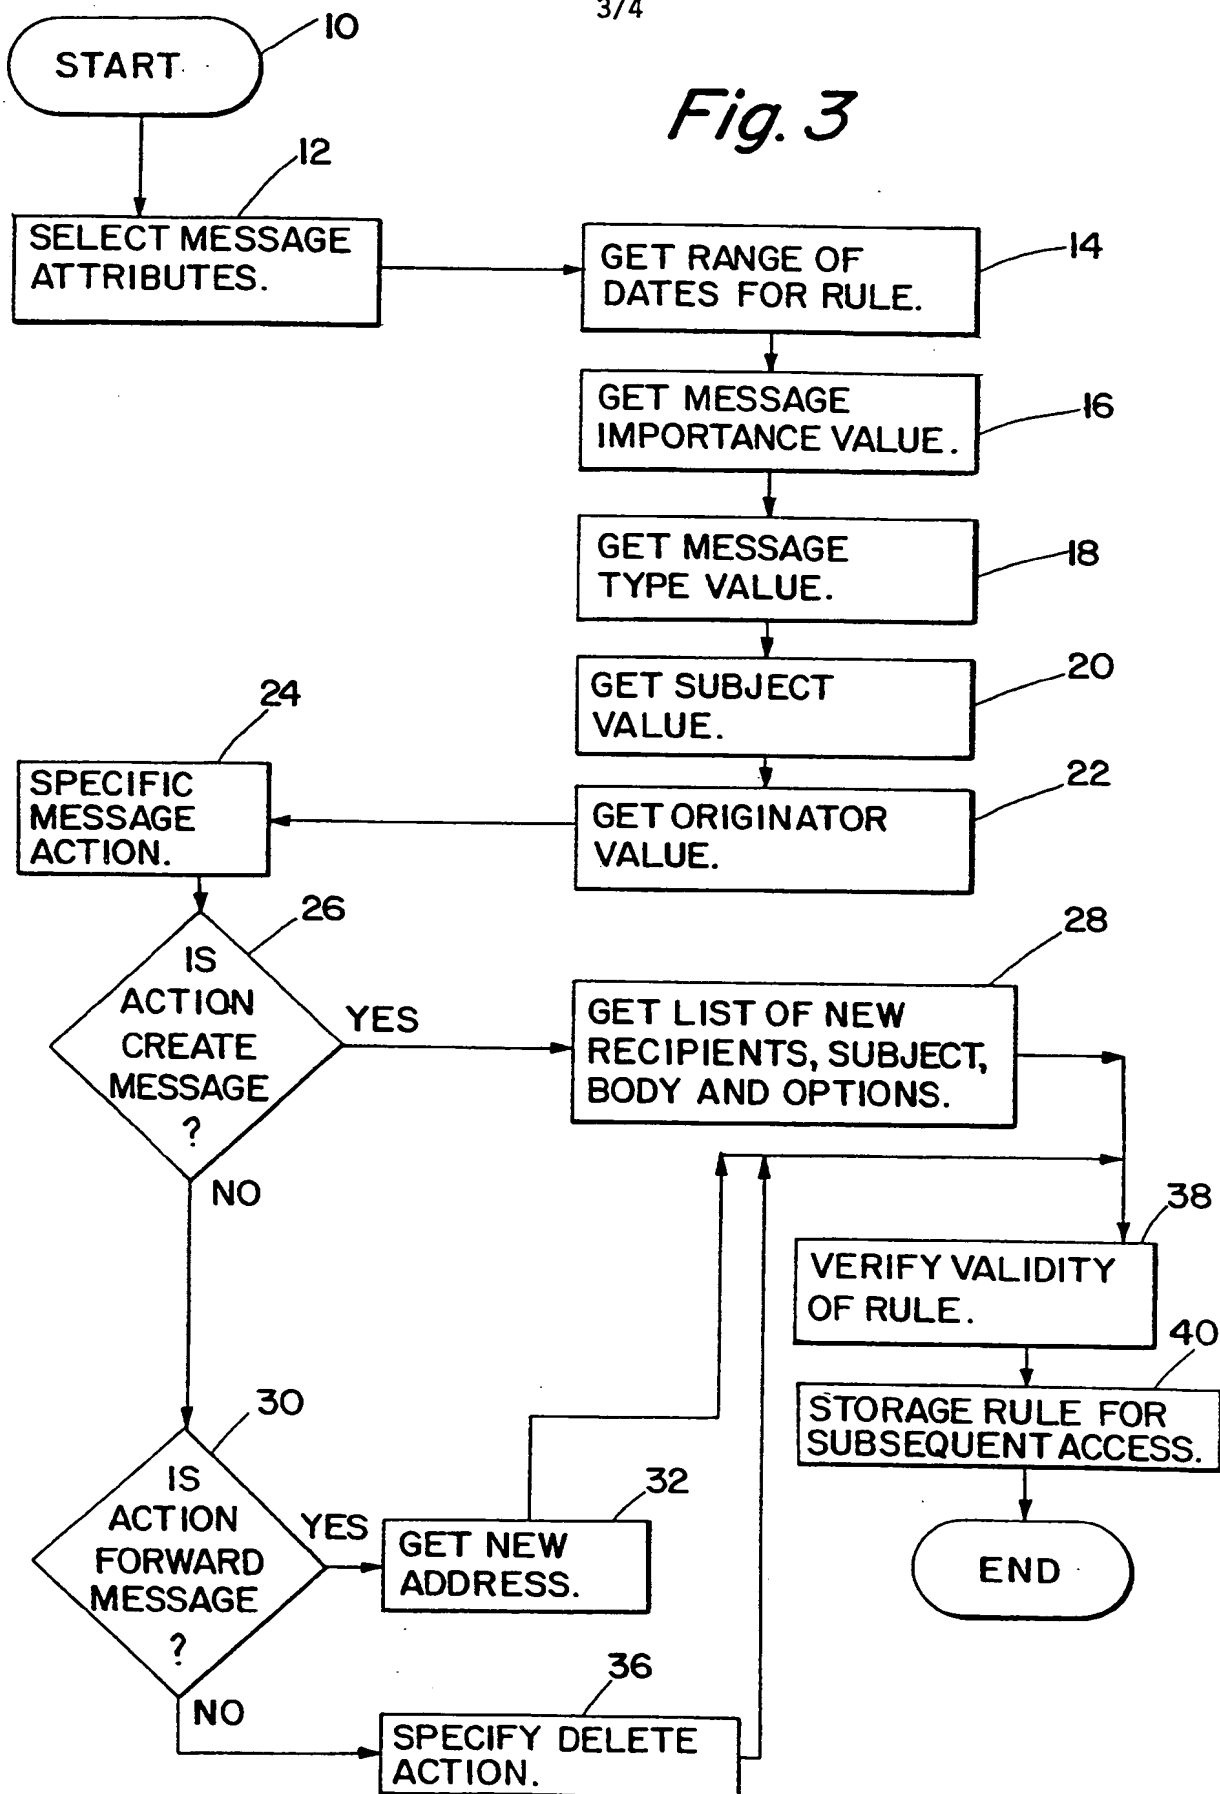 3/4
START
10
Fig. 3
12
SELECT MESSAGE
ATTRIBUTES.
GET RANGE OF
DATES FOR RULE.
14
GET MESSAGE
IMPORTANCE VALUE.
16
GET MESSAGE
TYPE VALUE.
18
GET SUBJECT
VALUE.
20
GET ORIGINATOR
VALUE.
22
24
SPECIFIC
MESSAGE
ACTION.
26
IS
ACTION
CREATE
MESSAGE
?
YES
NO
28
GET LIST OF NEW
RECIPIENTS, SUBJECT,
BODY AND OPTIONS.
30
IS
ACTION
FORWARD
MESSAGE
?
YES
NO
32
GET NEW
ADDRESS.
36
SPECIFY DELETE
ACTION.
38
VERIFY VALIDITY
OF RULE.
40
STORAGE RULE FOR
SUBSEQUENT ACCESS.
END